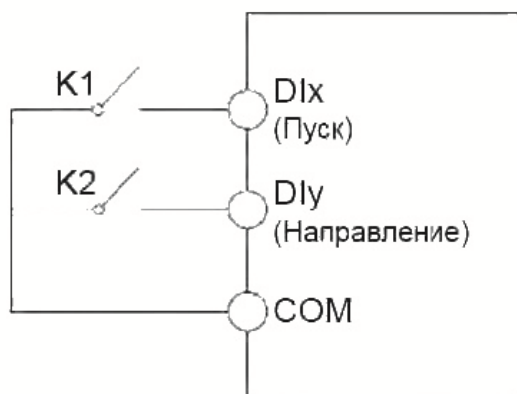 K1
DIx
(Пуск)
K2
DIy
(Направление)
COM